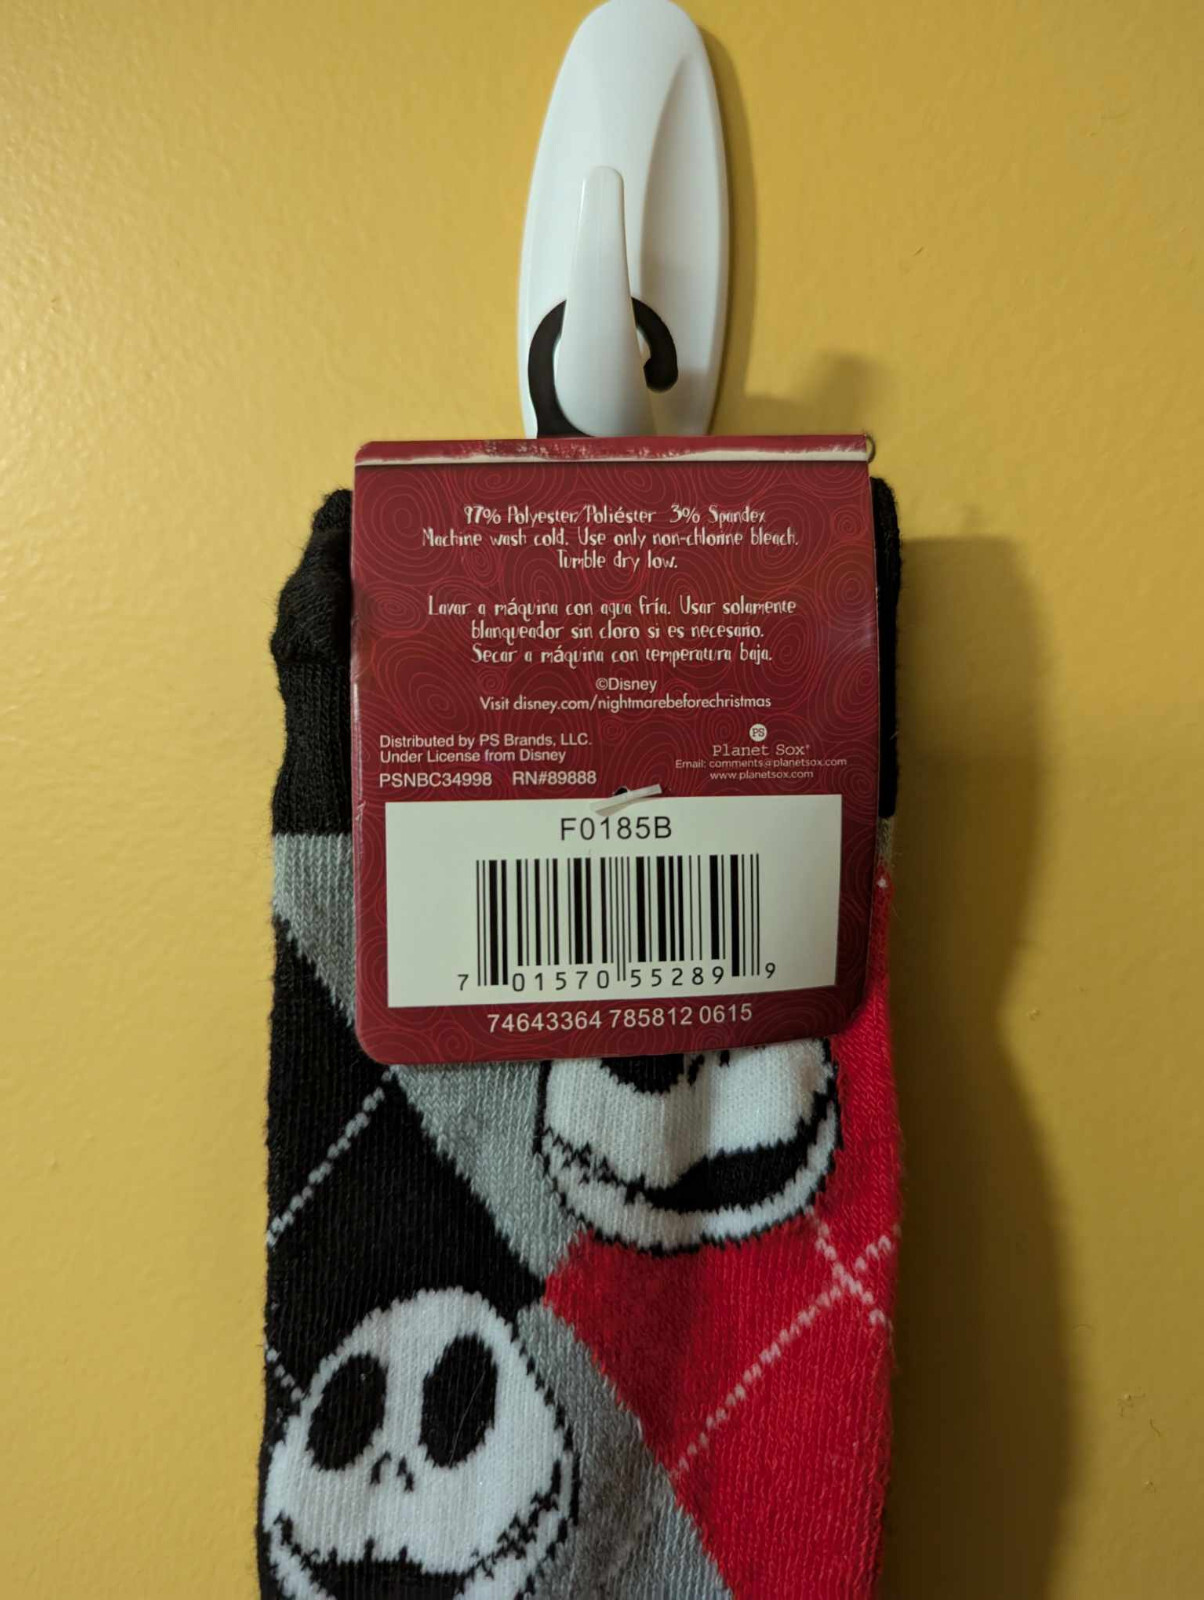 97% Polyester/Poliéster 3% Spandex
Machine wash cold. Use only non-chlorine bleach.
Tumble dry low.
Lavar a máquina con agua fría. Usar solamente
blanqueador sin cloro si es necesario.
Secar a máquina con temperatura baja.
©Disney
Visit disney.com/nightmarebeforechristmas
Distributed by PS Brands, LLC.
Under License from Disney
PSNBC34998 RN#89888
PS
Planet Sox
Email: comments@planetsox.com
www.planetsox.com
F0185B
7 01570 55289 9
74643364 785812 0615